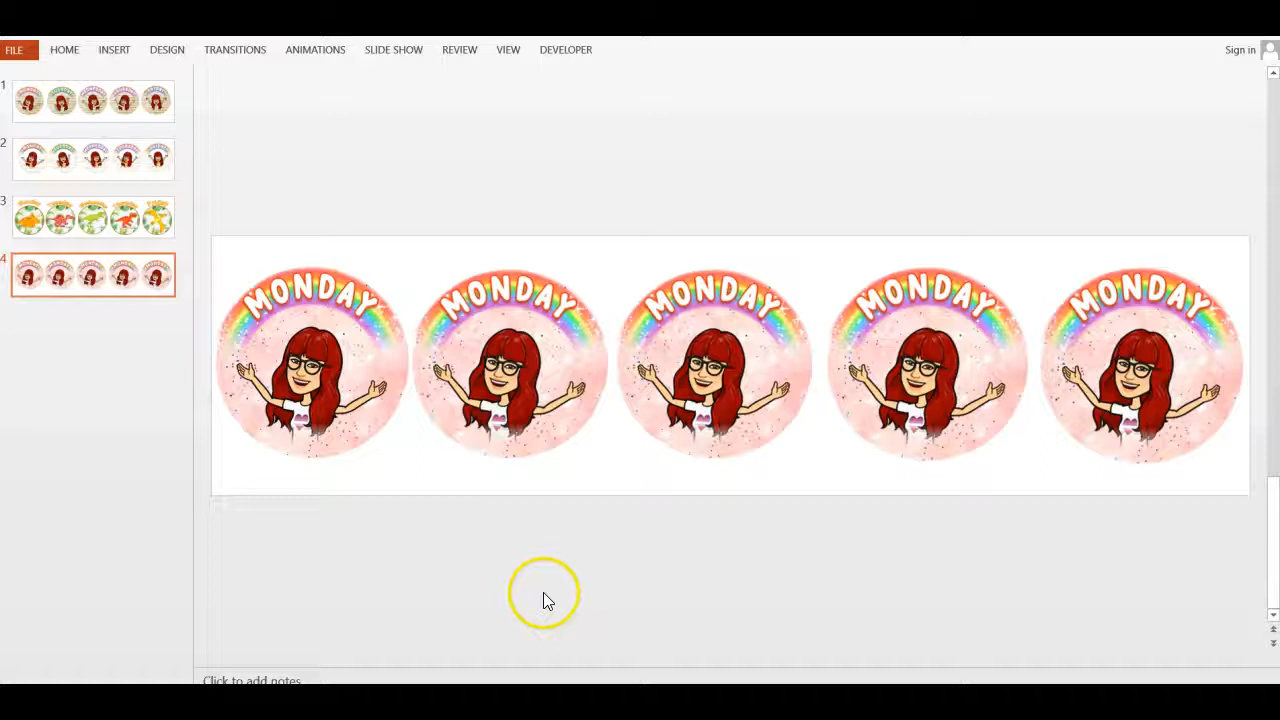 FILE HOME INSERT DESIGN TRANSITIONS ANIMATIONS SLIDE SHOW REVIEW VIEW DEVELOPER Sign in
1
2
3
4
MONDAY MONDAY MONDAY MONDAY MONDAY
Click to add notes